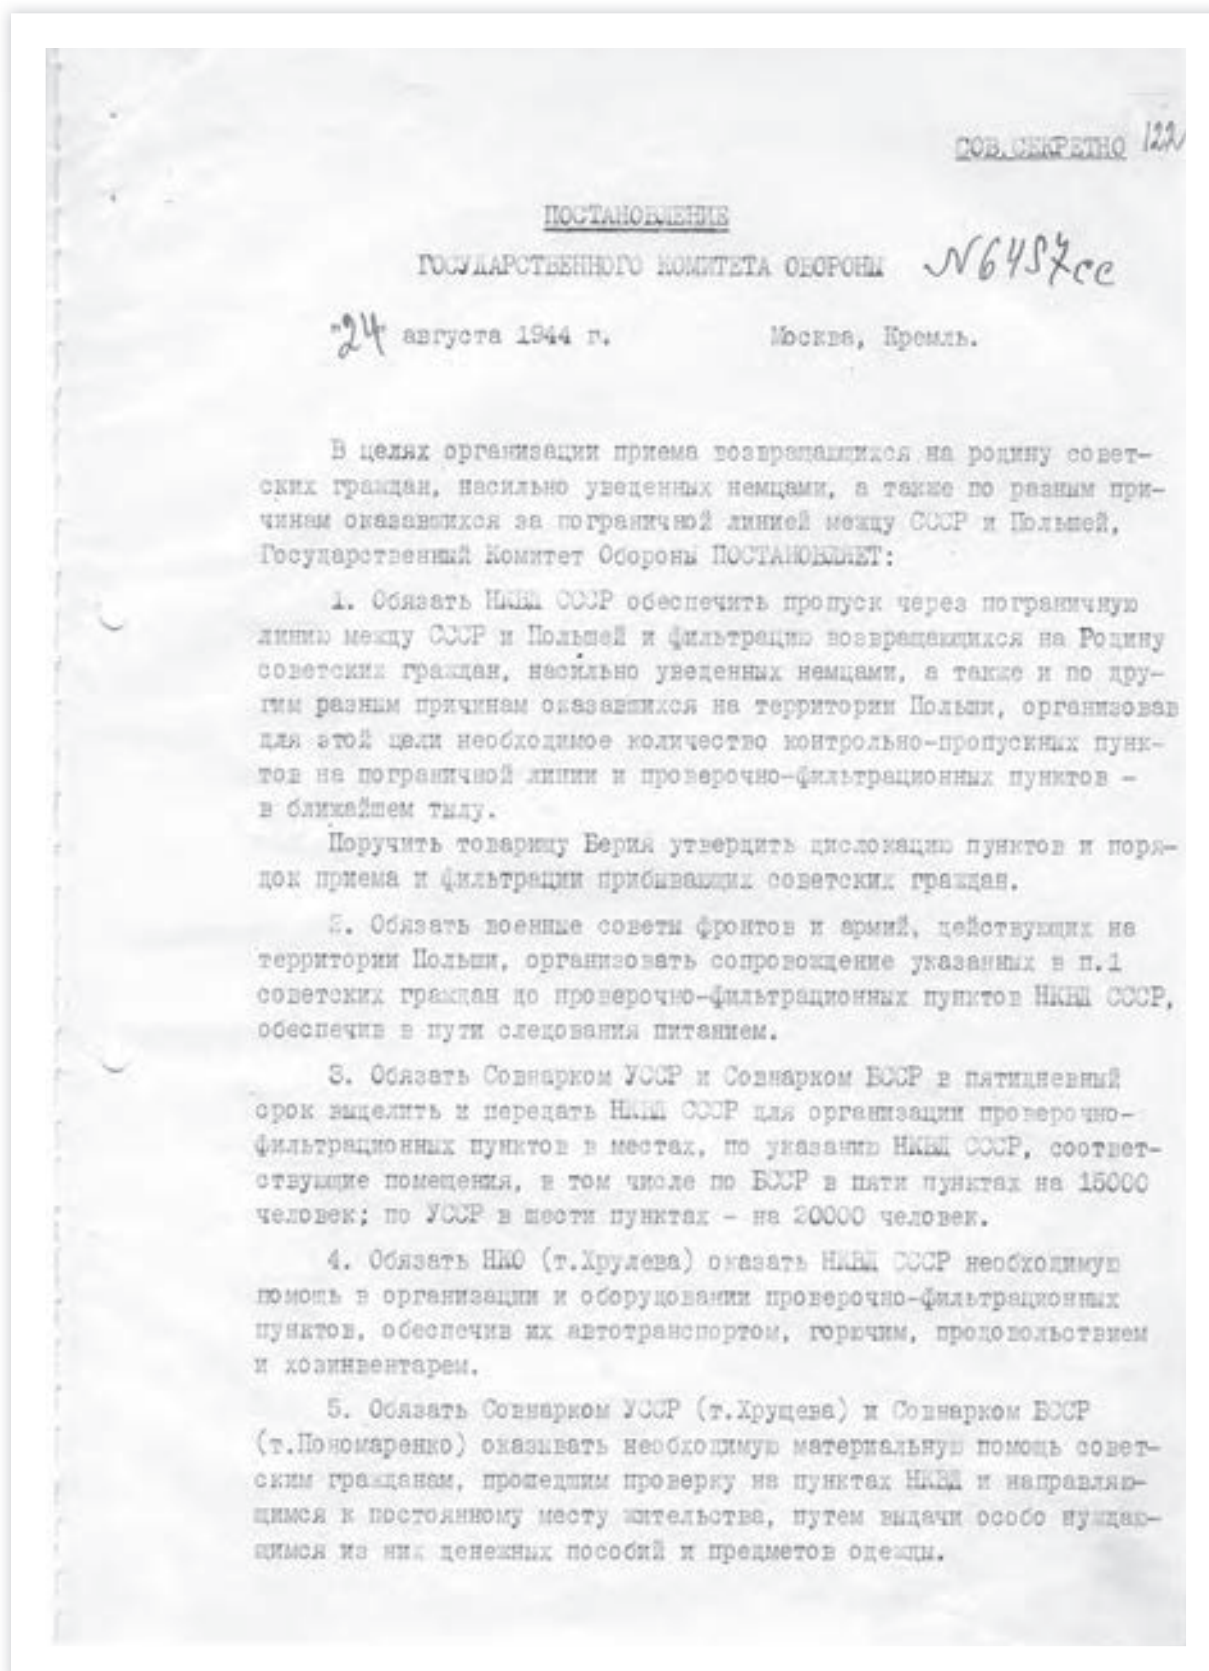 СОВ.СЕКРЕТНО 122
ПОСТАНОВЛЕНИЕ
ГОСУДАРСТВЕННОГО КОМИТЕТА ОБОРОНЫ №6457сс
"24" августа 1944 г. Москва, Кремль.
В целях организации приема возвращающихся на родину совет-
ских граждан, насильно уведенных немцами, а также по разным при-
чинам оказавшихся за пограничной линией между СССР и Польшей,
Государственный Комитет Обороны ПОСТАНОВЛЯЕТ:
1. Обязать НКВД СССР обеспечить пропуск через пограничную
линию между СССР и Польшей и фильтрацию возвращающихся на Родину
советских граждан, насильно уведенных немцами, а также и по дру-
гим разным причинам оказавшихся на территории Польши, организовав
для этой цели необходимое количество контрольно-пропускных пунк-
тов на пограничной линии и проверочно-фильтрационных пунктов -
в ближайшем тылу.
Поручить товарищу Берия утвердить дислокацию пунктов и поря-
док приема и фильтрации прибывающих советских граждан.
2. Обязать военные советы фронтов и армий, действующих на
территории Польши, организовать сопровождение указанных в п.1
советских граждан до проверочно-фильтрационных пунктов НКВД СССР,
обеспечив в пути следования питанием.
3. Обязать Совнарком УССР и Совнарком БССР в пятидневный
срок выделить и передать НКВД СССР для организации проверочно-
фильтрационных пунктов в местах, по указанию НКВД СССР, соответ-
ствующие помещения, в том числе по БССР в пяти пунктах на 15000
человек; по УССР в шести пунктах - на 20000 человек.
4. Обязать НКО (т.Хрулева) оказать НКВД СССР необходимую
помощь в организации и оборудовании проверочно-фильтрационных
пунктов, обеспечив их автотранспортом, горючим, продовольствием
и хозинвентарем.
5. Обязать Совнарком УССР (т.Хрущева) и Совнарком БССР
(т.Пономаренко) оказывать необходимую материальную помощь совет-
ским гражданам, прошедшим проверку на пунктах НКВД и направляю-
щимся к постоянному месту жительства, путем выдачи особо нуждаю-
щимся из них денежных пособий и предметов одежды.